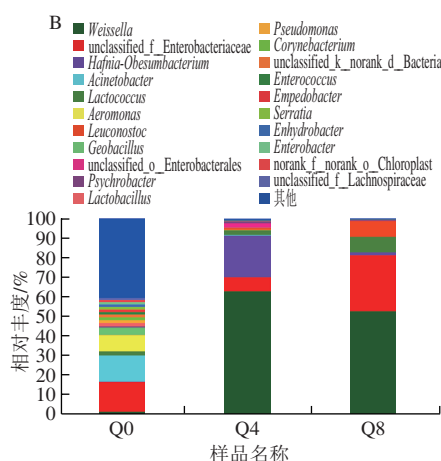 B
Weissella
unclassified_f_Enterobacteriaceae
Hafnia-Obesumbacterium
Acinetobacter
Lactococcus
Aeromonas
Leuconostoc
Geobacillus
unclassified_o_Enterobacterales
Psychrobacter
Lactobacillus
Pseudomonas
Corynebacterium
unclassified_k_norank_d_Bacteria
Enterococcus
Empedobacter
Serratia
Enhydrobacter
Enterobacter
norank_f_norank_o_Chloroplast
unclassified_f_Lachnospiraceae
其他
相对丰度/%
100
90
80
70
60
50
40
30
20
10
0
Q0 Q4 Q8
样品名称